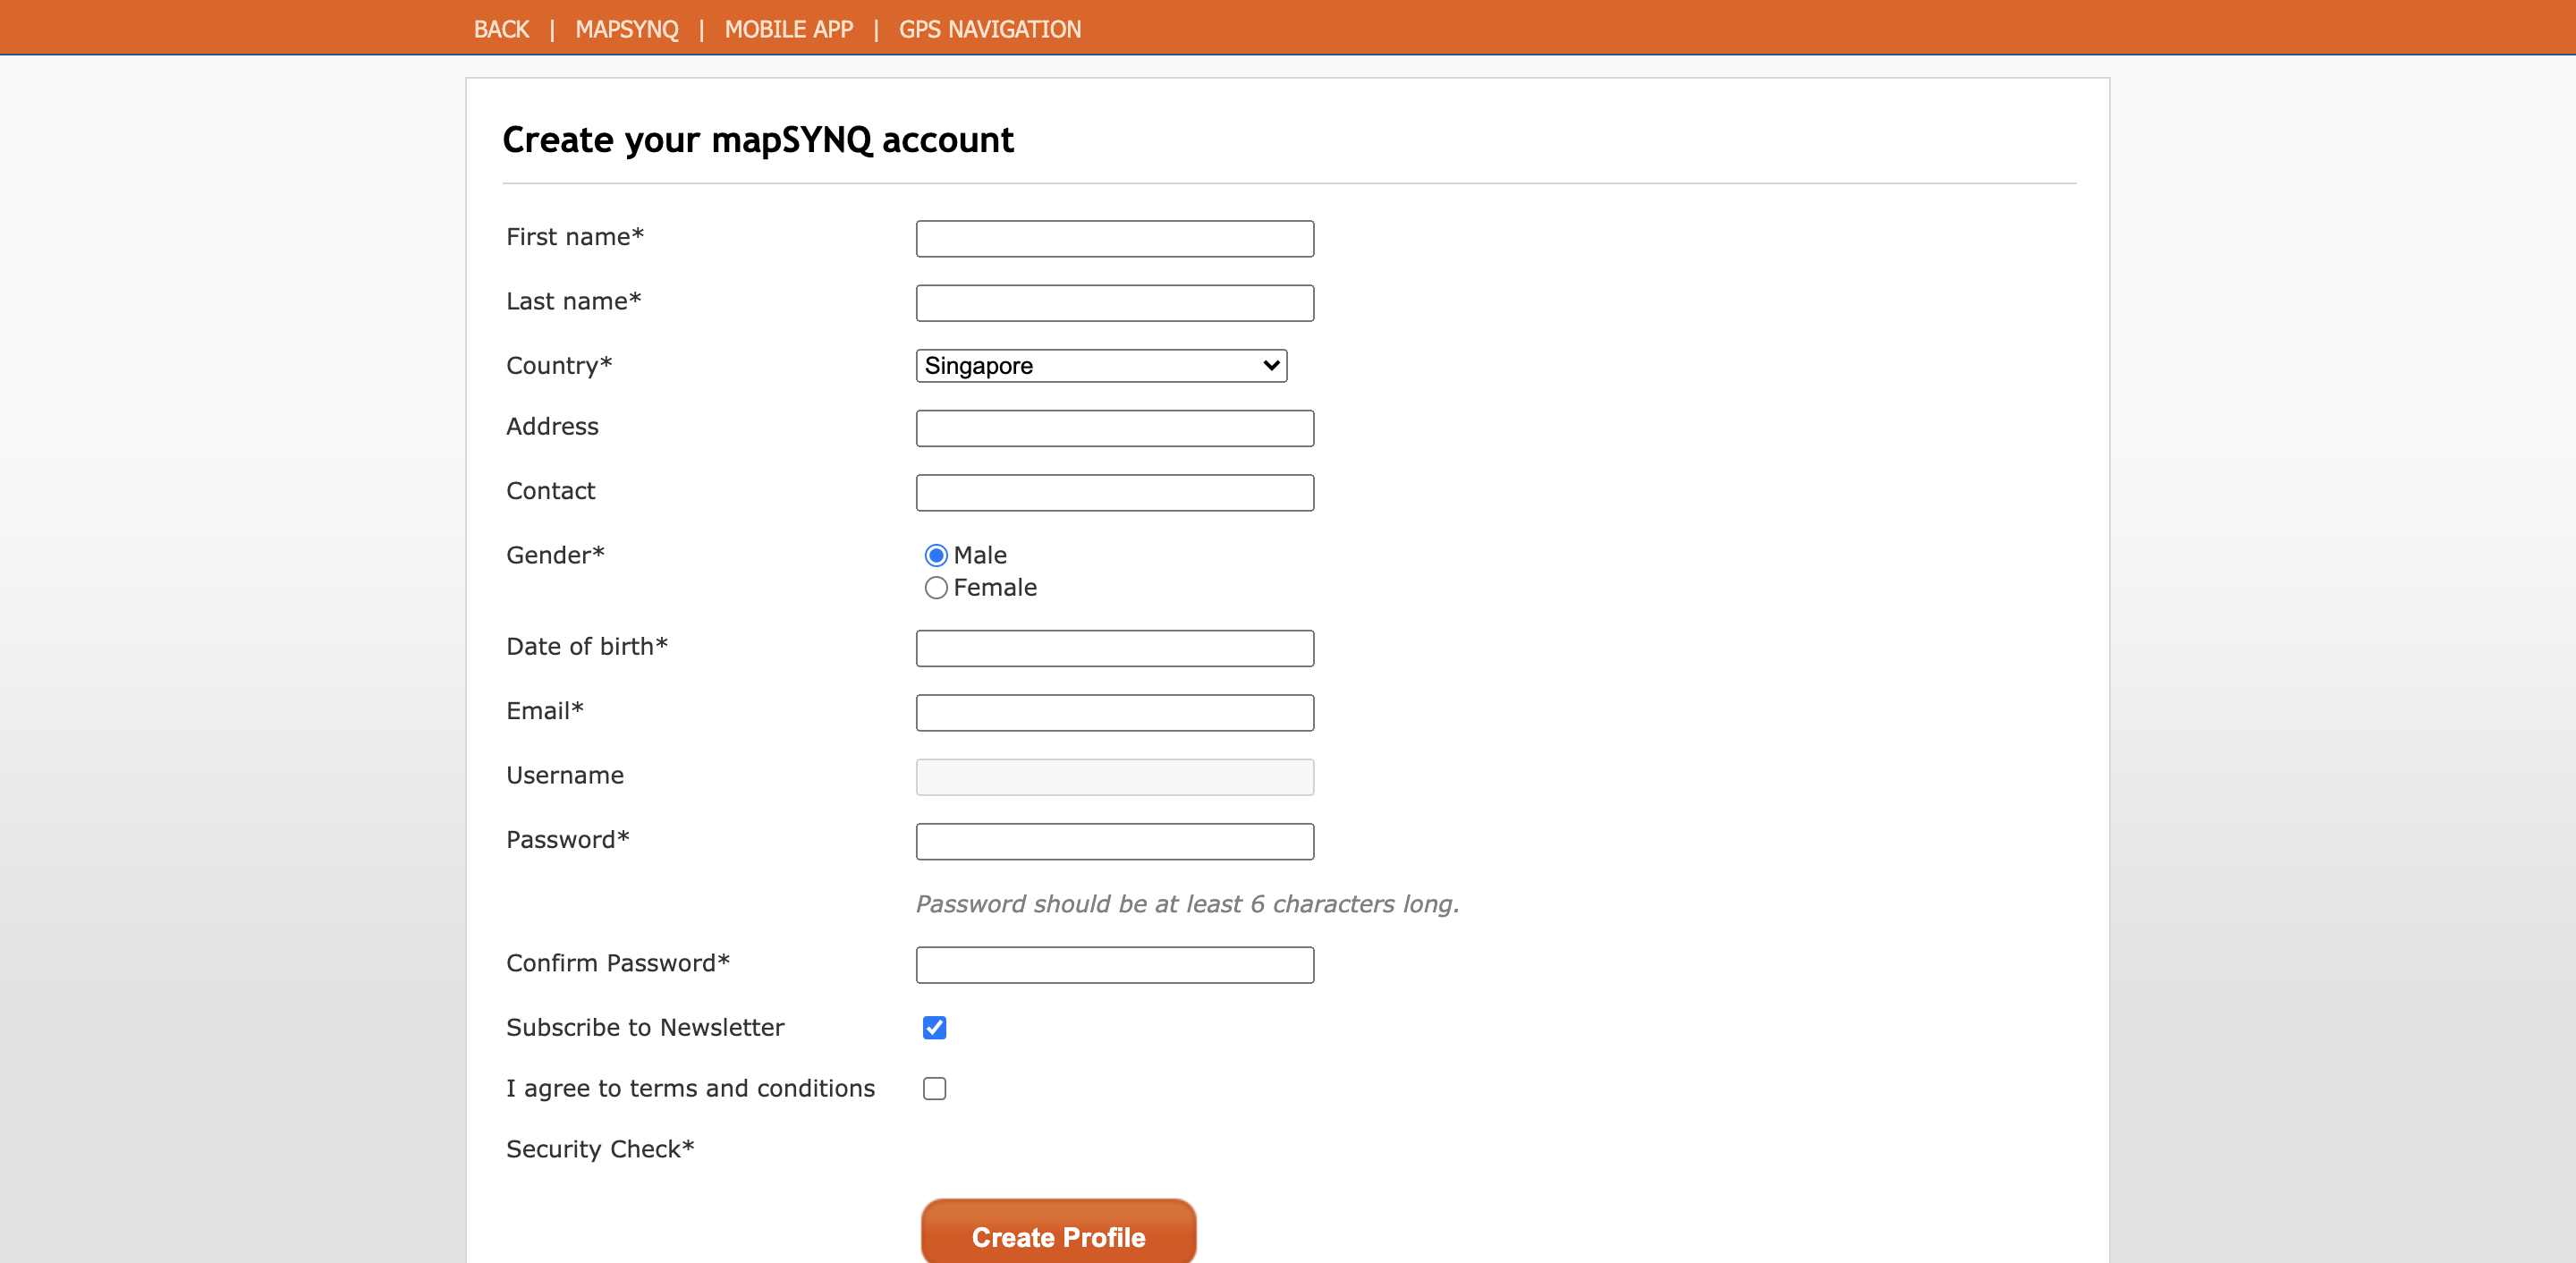 BACK | MAPSYNQ | MOBILE APP | GPS NAVIGATION
Create your mapSYNQ account
First name*
Last name*
Country* Singapore
Address
Contact
Gender* Male
Female
Date of birth*
Email*
Username
Password*
Password should be at least 6 characters long.
Confirm Password*
Subscribe to Newsletter
I agree to terms and conditions
Security Check*
Create Profile